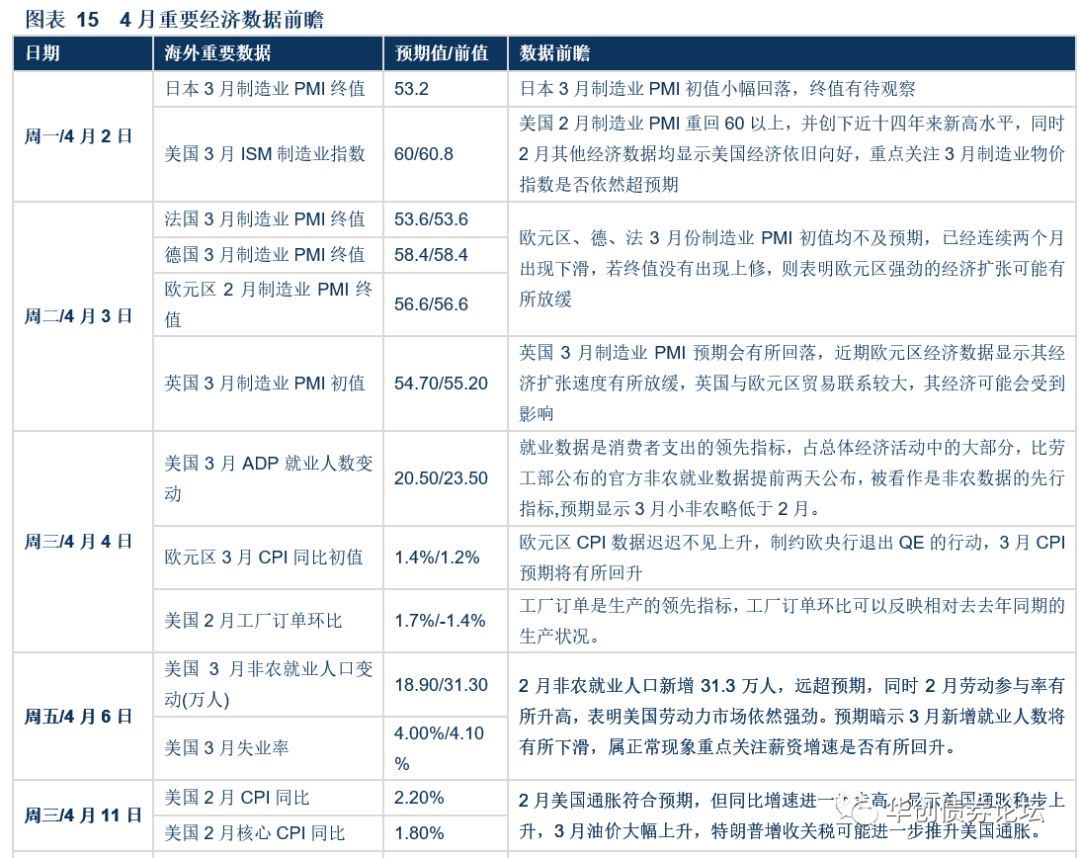 图表 15 4 月重要经济数据前瞻
日期 海外重要数据 预期值/前值 数据前瞻
周一/4 月 2 日
日本 3 月制造业 PMI 终值 53.2 日本 3 月制造业 PMI 初值小幅回落，终值有待观察
美国 3 月 ISM 制造业指数 60/60.8
美国 2 月制造业 PMI 重回 60 以上，并创下近十四年来新高水平，同时
2 月其他经济数据均显示美国经济依旧向好，重点关注 3 月制造业物价
指数是否依然超预期
周二/4 月 3 日
法国 3 月制造业 PMI 终值 53.6/53.6
德国 3 月制造业 PMI 终值 58.4/58.4
欧元区 2 月制造业 PMI 终
值
56.6/56.6
欧元区、德、法 3 月份制造业 PMI 初值均不及预期，已经连续两个月
出现下滑，若终值没有出现上修，则表明欧元区强劲的经济扩张可能有
所放缓
英国 3 月制造业 PMI 初值 54.70/55.20
英国 3 月制造业 PMI 预期会有所回落，近期欧元区经济数据显示其经
济扩张速度有所放缓，英国与欧元区贸易联系较大，其经济可能会受到
影响
周三/4 月 4 日
美国 3 月 ADP 就业人数变
动
20.50/23.50
就业数据是消费者支出的领先指标，占总体经济活动中的大部分，比劳
工部公布的官方非农就业数据提前两天公布，被看作是非农数据的先行
指标,预期显示 3 月小非农略低于 2 月。
欧元区 3 月 CPI 同比初值 1.4%/1.2%
欧元区 CPI 数据迟迟不见上升，制约欧央行退出 QE 的行动，3 月 CPI
预期将有所回升
美国 2 月工厂订单环比 1.7%/-1.4%
工厂订单是生产的领先指标，工厂订单环比可以反映相对去去年同期的
生产状况。
周五/4 月 6 日
美国 3 月非农就业人口变
动(万人)
18.90/31.30
美国 3 月失业率
4.00%/4.10
%
2 月非农就业人口新增 31.3 万人，远超预期，同时 2 月劳动参与率有
所升高，表明美国劳动力市场依然强劲。预期暗示 3 月新增就业人数将
有所下滑，属正常现象重点关注薪资增速是否有所回升。
周三/4 月 11 日
美国 2 月 CPI 同比 2.20%
美国 2 月核心 CPI 同比 1.80%
2 月美国通胀符合预期，但同比增速进一步走高，显示美国通胀稳步上
升，3 月油价大幅上升，特朗普增收关税可能进一步推升美国通胀。
华创债券论坛